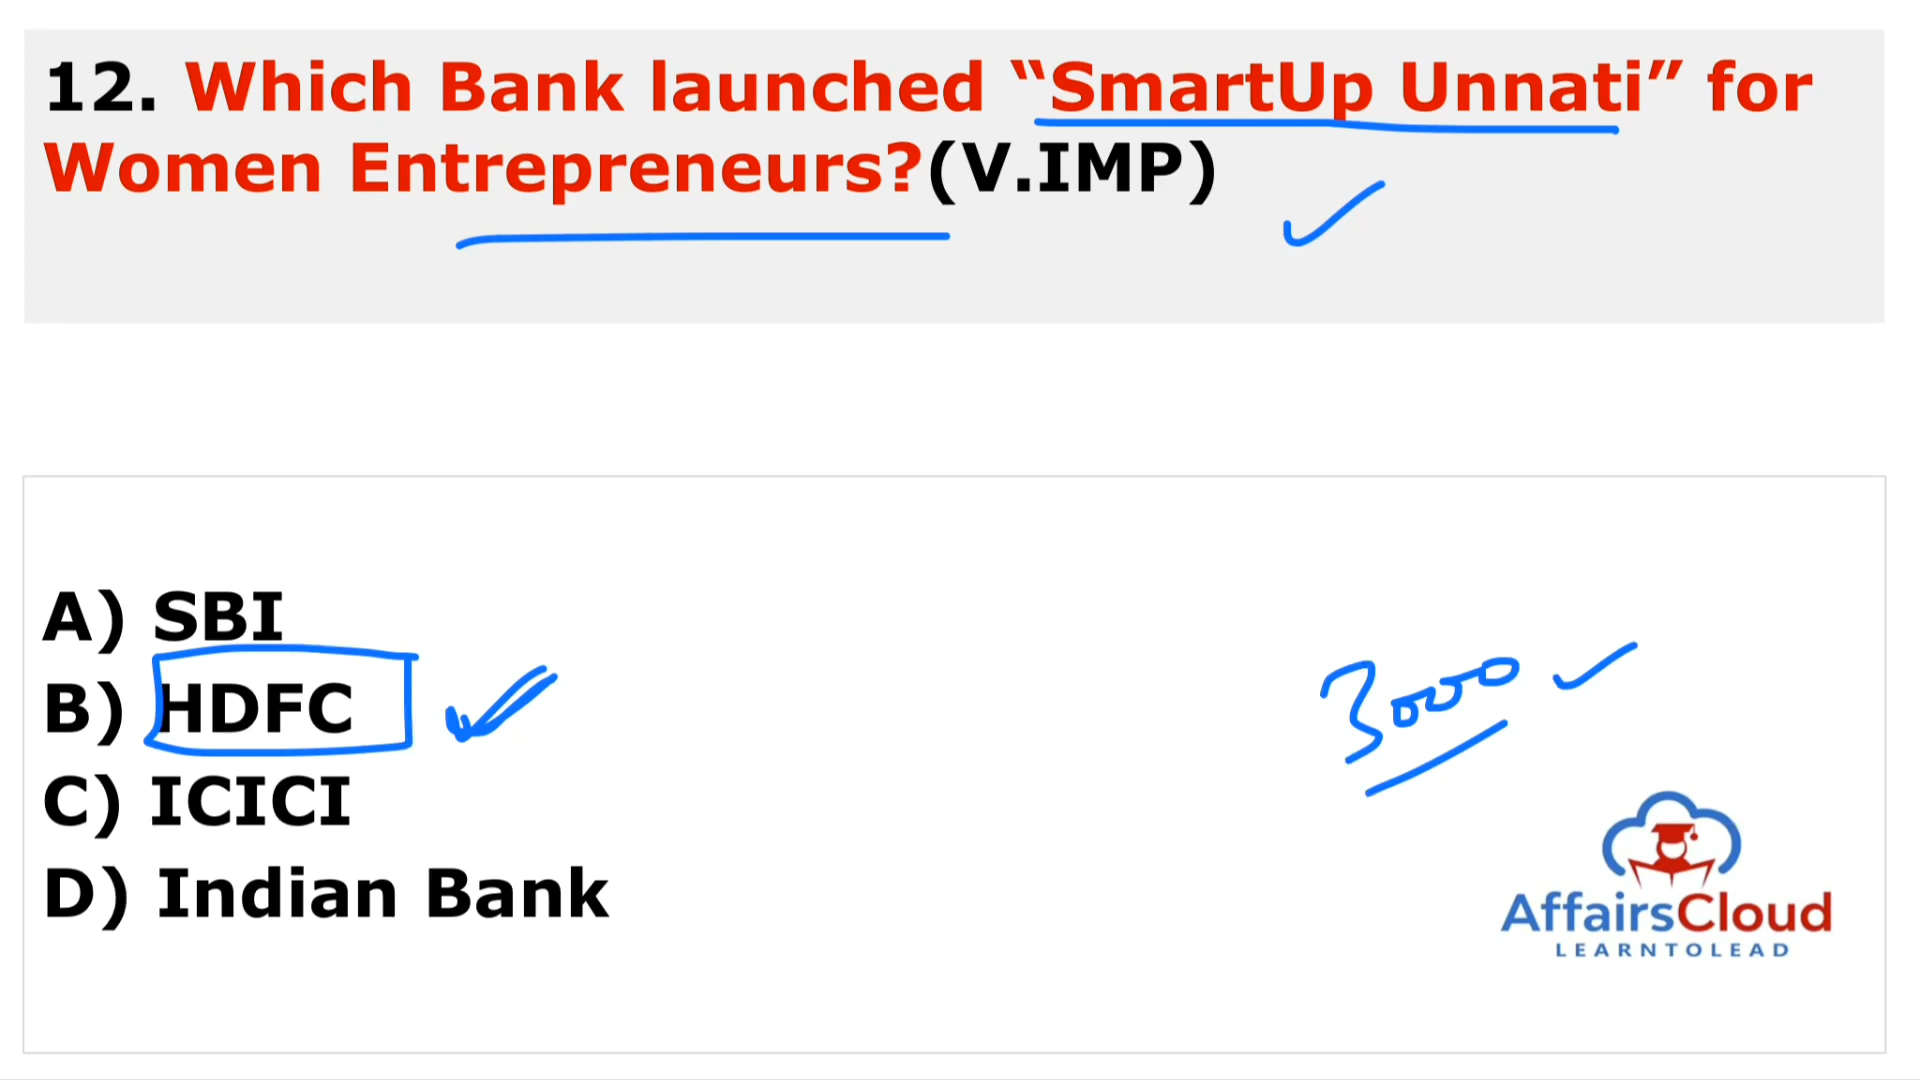 12. Which Bank launched “SmartUp Unnati” for
Women Entrepreneurs?(V.IMP)
A) SBI
B) HDFC
C) ICICI
D) Indian Bank
3000
AffairsCloud
LEARNTOLEAD